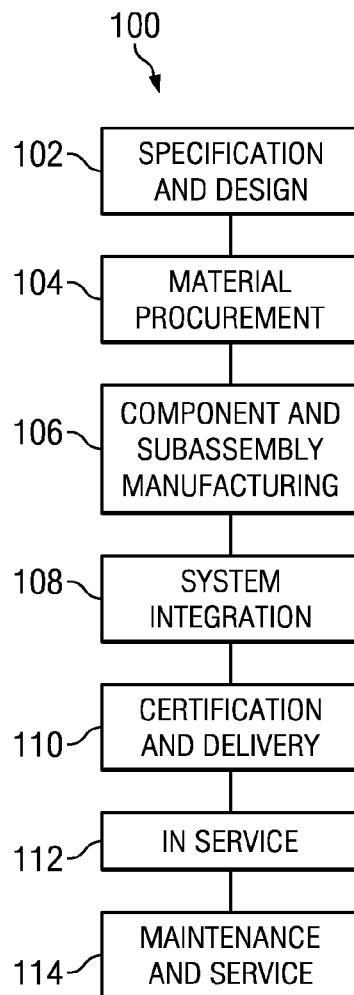 100
102
SPECIFICATION
AND DESIGN
104
MATERIAL
PROCUREMENT
106
COMPONENT AND
SUBASSEMBLY
MANUFACTURING
108
SYSTEM
INTEGRATION
110
CERTIFICATION
AND DELIVERY
112
IN SERVICE
114
MAINTENANCE
AND SERVICE